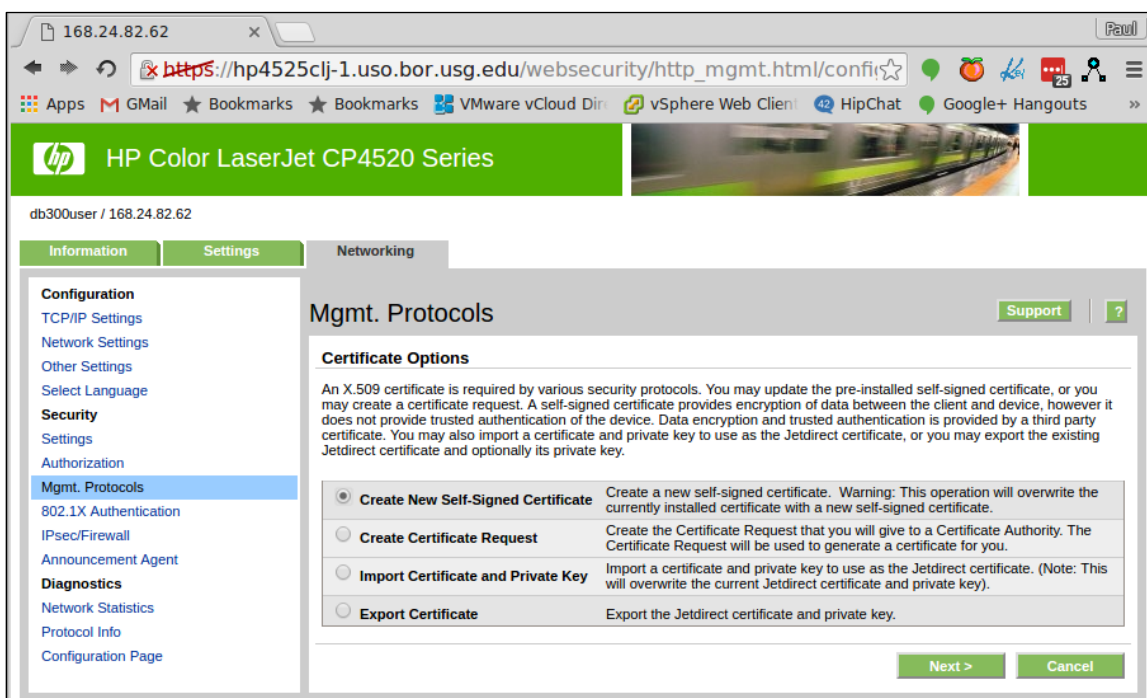 168.24.82.62
Paul
https://hp4525clj-1.uso.bor.usg.edu/websecurity/http_mgmt.html/config
25
Apps GMail Bookmarks Bookmarks VMware vCloud Dir vSphere Web Client 42 HipChat Google+ Hangouts »
hp HP Color LaserJet CP4520 Series
db300user / 168.24.82.62
Information Settings Networking
Configuration
TCP/IP Settings
Network Settings
Other Settings
Select Language
Security
Settings
Authorization
Mgmt. Protocols
802.1X Authentication
IPsec/Firewall
Announcement Agent
Diagnostics
Network Statistics
Protocol Info
Configuration Page
Mgmt. Protocols
Support ?
Certificate Options
An X.509 certificate is required by various security protocols. You may update the pre-installed self-signed certificate, or you
may create a certificate request. A self-signed certificate provides encryption of data between the client and device, however it
does not provide trusted authentication of the device. Data encryption and trusted authentication is provided by a third party
certificate. You may also import a certificate and private key to use as the Jetdirect certificate, or you may export the existing
Jetdirect certificate and optionally its private key.
Create New Self-Signed Certificate
Create a new self-signed certificate. Warning: This operation will overwrite the
currently installed certificate with a new self-signed certificate.
Create Certificate Request
Create the Certificate Request that you will give to a Certificate Authority. The
Certificate Request will be used to generate a certificate for you.
Import Certificate and Private Key
Import a certificate and private key to use as the Jetdirect certificate. (Note: This
will overwrite the current Jetdirect certificate and private key).
Export Certificate
Export the Jetdirect certificate and private key.
Next > Cancel